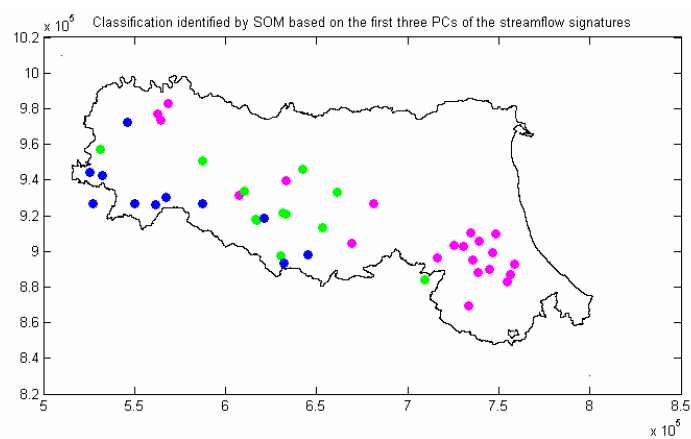 Classification identified by SOM based on the first three PCs of the streamflow signatures
x 10^5
10.2
10
9.8
9.6
9.4
9.2
9
8.8
8.6
8.4
8.2
5 5.5 6 6.5 7 7.5 8 8.5
x 10^5